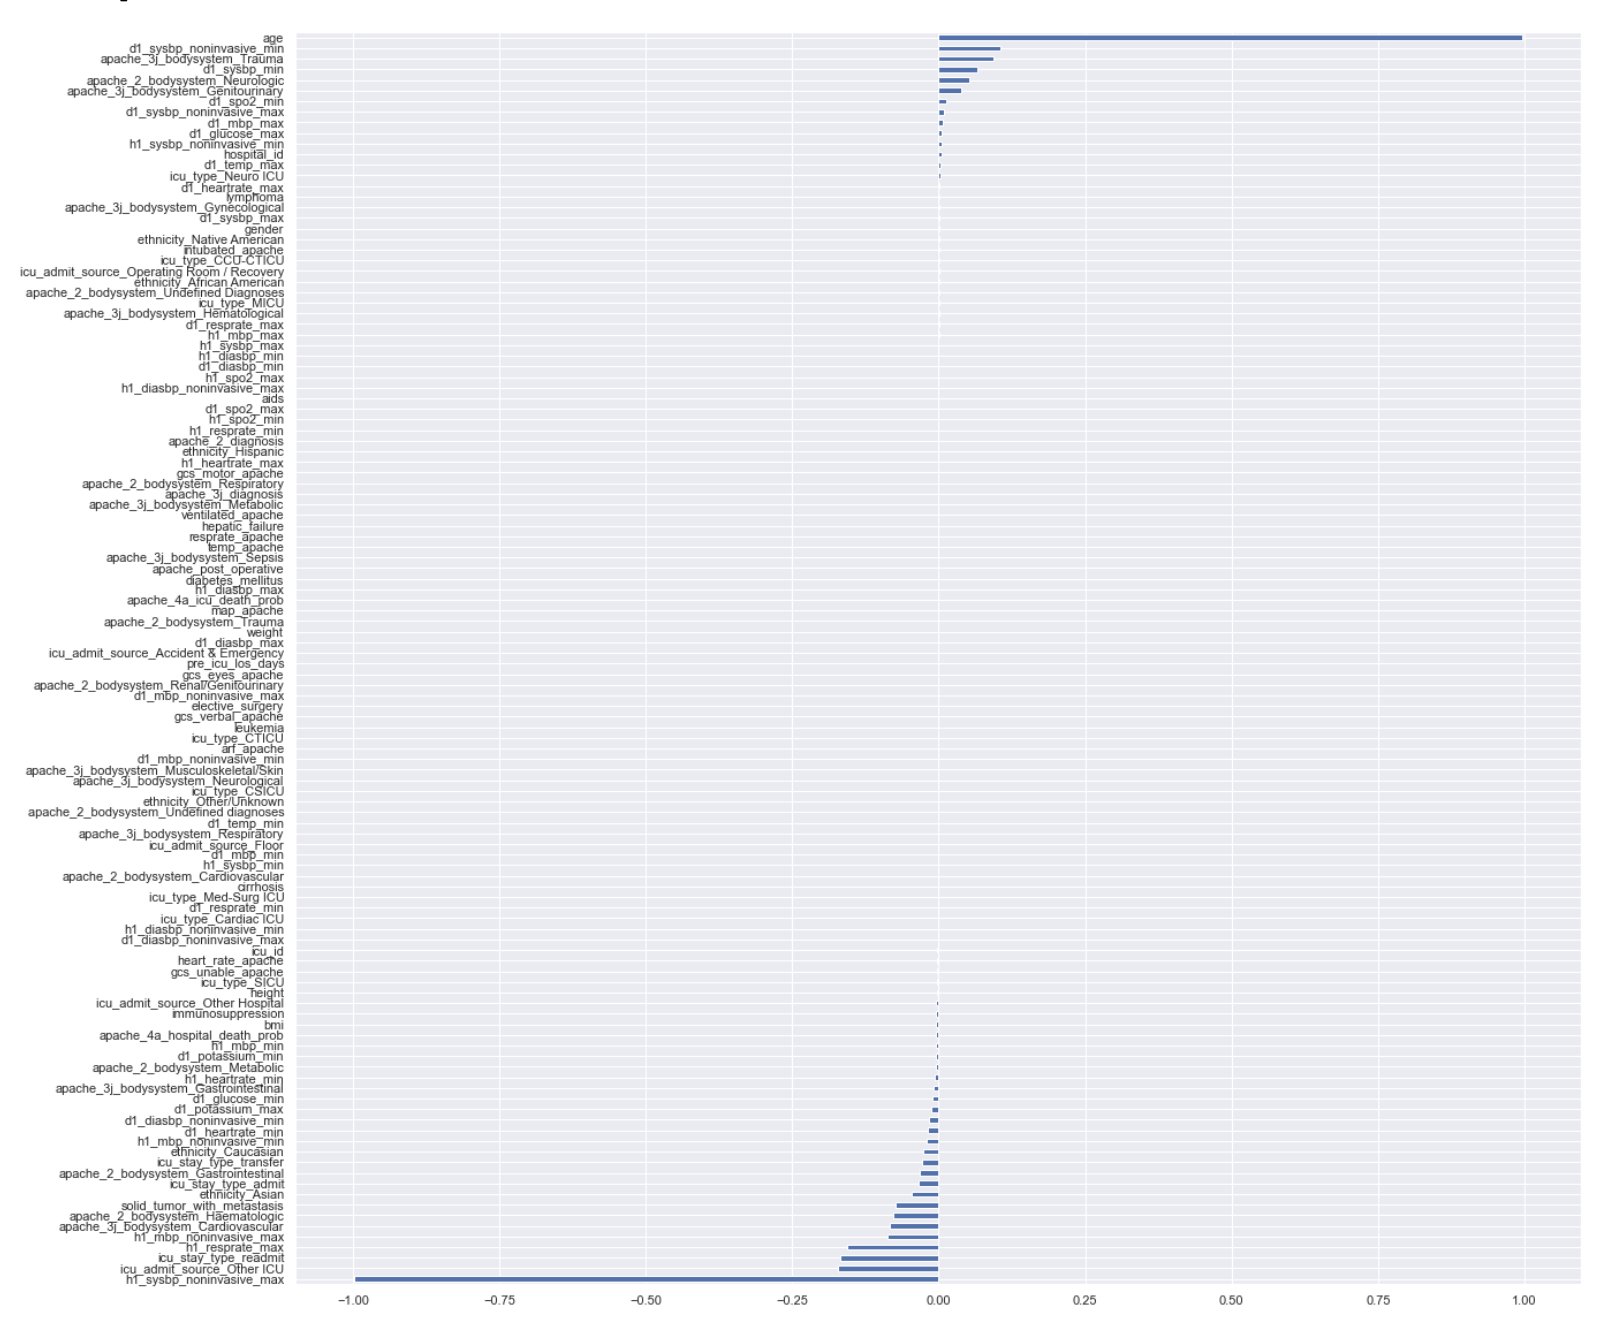 age
d1_sysbp_noninvasive_min
apache_3j_bodysystem_Trauma
d1_sysbp_min
apache_2_bodysystem_Neurologic
apache_3j_bodysystem_Genitourinary
d1_spo2_min
d1_sysbp_noninvasive_max
d1_mbp_max
d1_glucose_max
h1_sysbp_noninvasive_min
hospital_id
d1_temp_max
icu_type_Neuro ICU
d1_heartrate_max
lymphoma
apache_3j_bodysystem_Gynecological
d1_sysbp_max
gender
ethnicity_Native American
intubated_apache
icu_type_CCU-CTICU
icu_admit_source_Operating Room / Recovery
ethnicity_African American
apache_2_bodysystem_Undefined Diagnoses
icu_type_MICU
apache_3j_bodysystem_Hematological
d1_resprate_max
h1_mbp_max
h1_sysbp_max
h1_diasbp_min
d1_diasbp_min
h1_spo2_max
h1_diasbp_noninvasive_max
aids
d1_spo2_max
h1_spo2_min
h1_resprate_min
apache_2_diagnosis
ethnicity_Hispanic
h1_heartrate_max
gcs_motor_apache
apache_2_bodysystem_Respiratory
apache_3j_diagnosis
apache_3j_bodysystem_Metabolic
ventilated_apache
hepatic_failure
resprate_apache
temp_apache
apache_3j_bodysystem_Sepsis
apache_post_operative
diabetes_mellitus
h1_diasbp_max
apache_4a_icu_death_prob
map_apache
apache_2_bodysystem_Trauma
weight
d1_diasbp_max
icu_admit_source_Accident & Emergency
pre_icu_los_days
gcs_eyes_apache
apache_2_bodysystem_Renal/Genitourinary
d1_mbp_noninvasive_max
elective_surgery
gcs_verbal_apache
leukemia
icu_type_CTICU
arf_apache
d1_mbp_noninvasive_min
apache_3j_bodysystem_Musculoskeletal/Skin
apache_3j_bodysystem_Neurological
icu_type_CSICU
ethnicity_Other/Unknown
apache_2_bodysystem_Undefined diagnoses
d1_temp_min
apache_3j_bodysystem_Respiratory
icu_admit_source_Floor
d1_mbp_min
h1_sysbp_min
apache_2_bodysystem_Cardiovascular
cirrhosis
icu_type_Med-Surg ICU
d1_resprate_min
icu_type_Cardiac ICU
h1_diasbp_noninvasive_min
d1_diasbp_noninvasive_max
icu_id
heart_rate_apache
gcs_unable_apache
icu_type_SICU
height
icu_admit_source_Other Hospital
immunosuppression
bmi
apache_4a_hospital_death_prob
h1_mbp_min
d1_potassium_min
apache_2_bodysystem_Metabolic
h1_heartrate_min
apache_3j_bodysystem_Gastrointestinal
d1_glucose_min
d1_potassium_max
d1_diasbp_noninvasive_min
d1_heartrate_min
h1_mbp_noninvasive_min
ethnicity_Caucasian
icu_stay_type_transfer
apache_2_bodysystem_Gastrointestinal
icu_stay_type_admit
ethnicity_Asian
solid_tumor_with_metastasis
apache_2_bodysystem_Haematologic
apache_3j_bodysystem_Cardiovascular
h1_mbp_noninvasive_max
h1_resprate_max
icu_stay_type_readmit
icu_admit_source_Other ICU
h1_sysbp_noninvasive_max
−1.00 −0.75 −0.50 −0.25 0.00 0.25 0.50 0.75 1.00